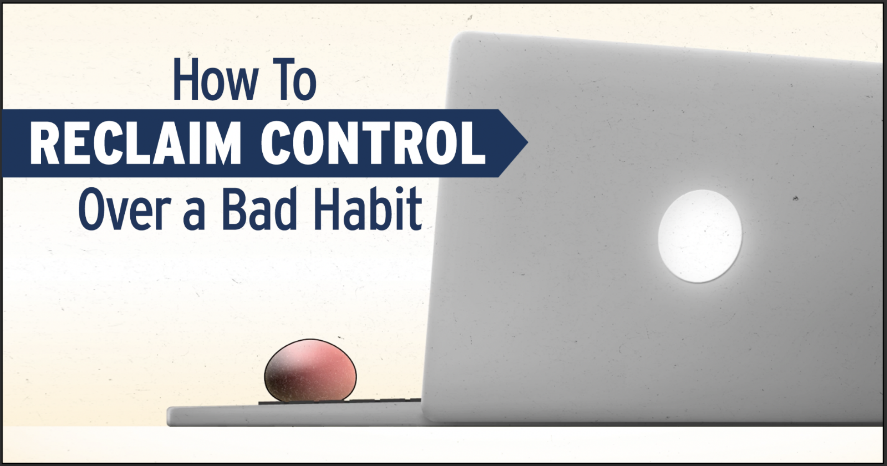 How To
RECLAIM CONTROL
Over a Bad Habit